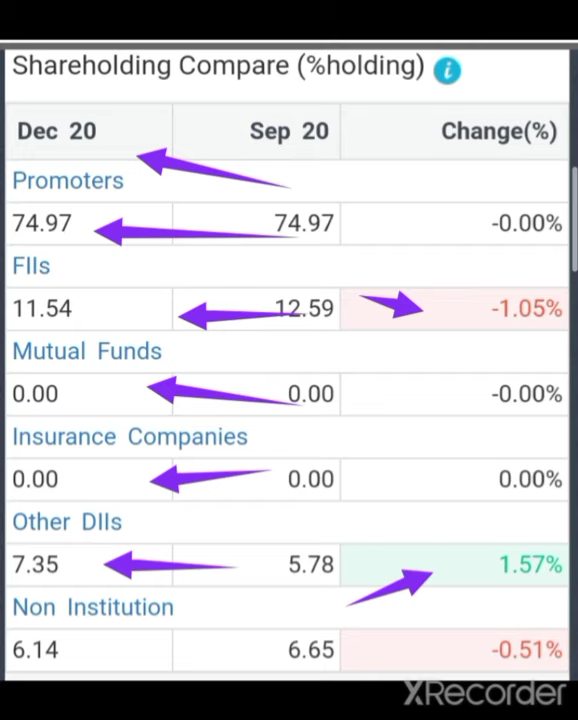 Shareholding Compare (%holding) i
Dec 20 Sep 20 Change(%)
Promoters
74.97 74.97 -0.00%
FIIs
11.54 12.59 -1.05%
Mutual Funds
0.00 0.00 -0.00%
Insurance Companies
0.00 0.00 0.00%
Other DIIs
7.35 5.78 1.57%
Non Institution
6.14 6.65 -0.51%
XRecorder